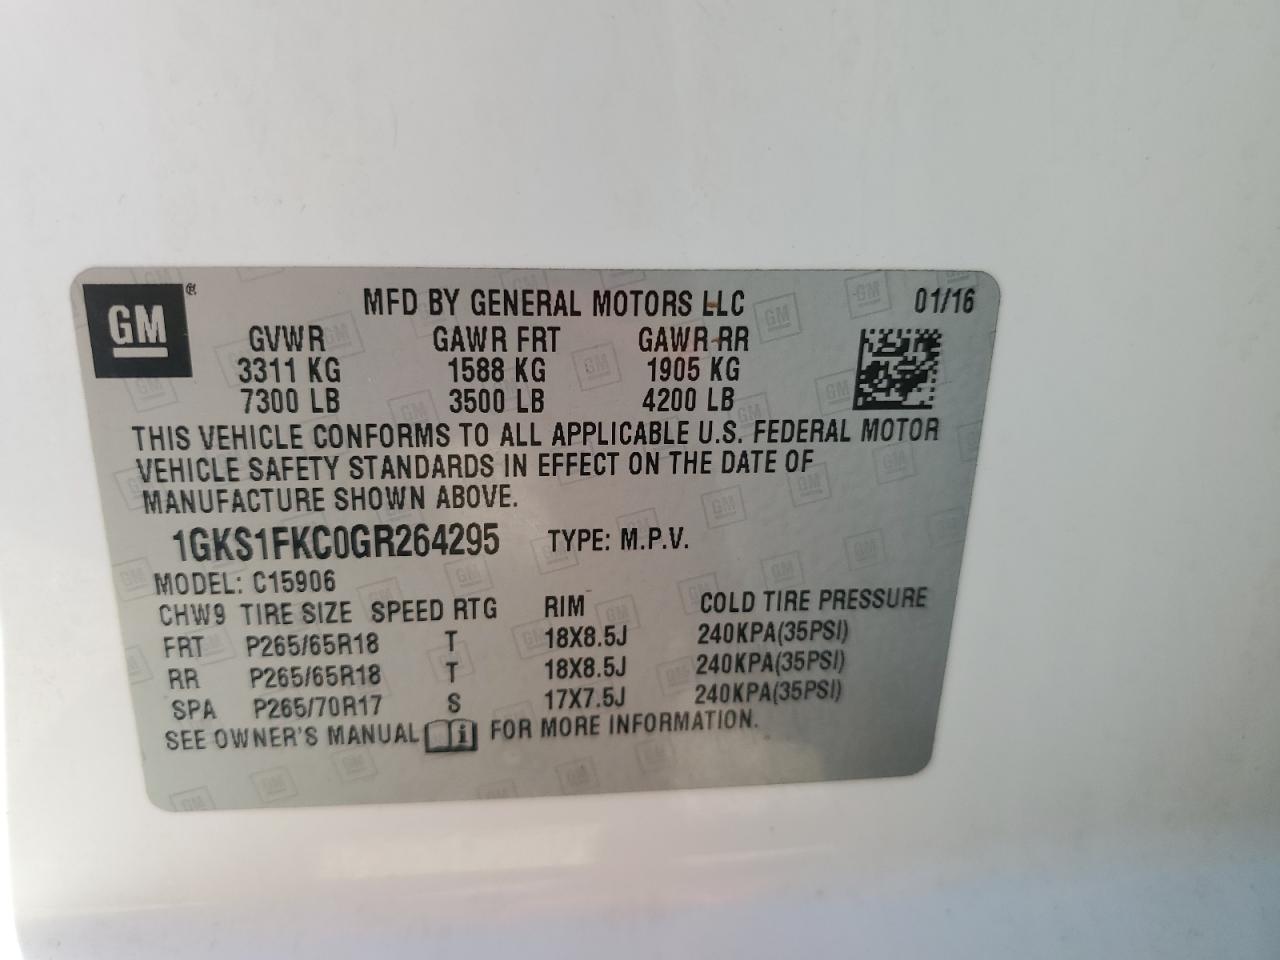 GM ®
MFD BY GENERAL MOTORS LLC 01/16
GVWR GAWR FRT GAWR RR
3311 KG 1588 KG 1905 KG
7300 LB 3500 LB 4200 LB
THIS VEHICLE CONFORMS TO ALL APPLICABLE U.S. FEDERAL MOTOR
VEHICLE SAFETY STANDARDS IN EFFECT ON THE DATE OF
MANUFACTURE SHOWN ABOVE.
1GKS1FKC0GR264295 TYPE: M.P.V.
MODEL: C15906
CHW9 TIRE SIZE SPEED RTG RIM COLD TIRE PRESSURE
FRT P265/65R18 T 18X8.5J 240KPA(35PSI)
RR P265/65R18 T 18X8.5J 240KPA(35PSI)
SPA P265/70R17 S 17X7.5J 240KPA(35PSI)
SEE OWNER'S MANUAL i FOR MORE INFORMATION.